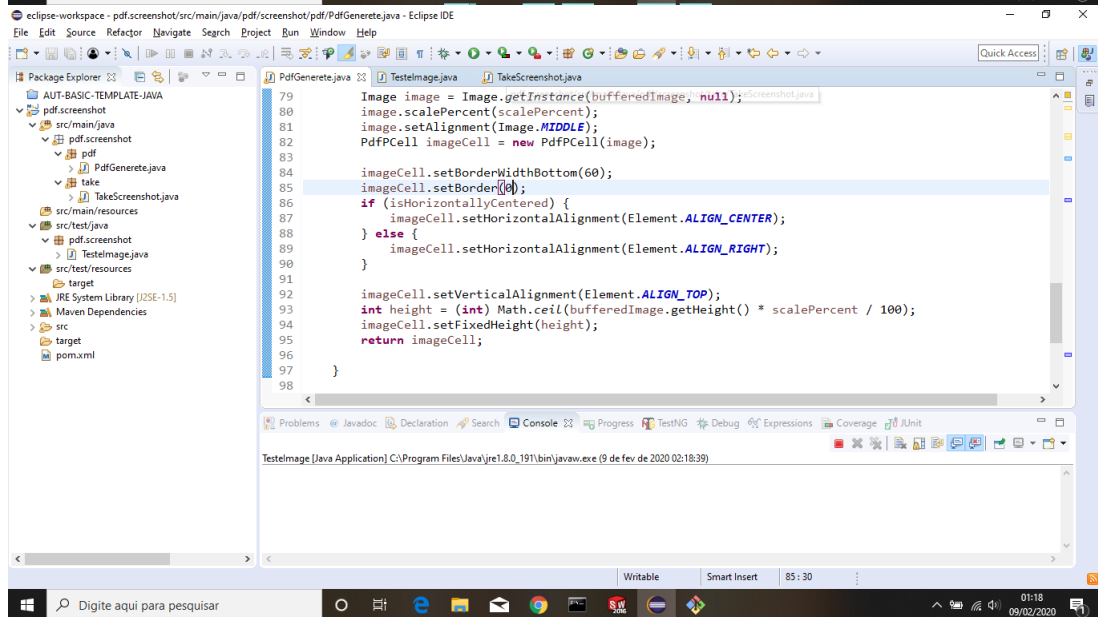 eclipse-workspace - pdf.screenshot/src/main/java/pdf/screenshot/pdf/PdfGenerete.java - Eclipse IDE
File Edit Source Refactor Navigate Search Project Run Window Help
Quick Access
Package Explorer
AUT-BASIC-TEMPLATE-JAVA
pdf.screenshot
src/main/java
pdf.screenshot
pdf
PdfGenerete.java
take
TakeScreenshot.java
src/main/resources
src/test/java
pdf.screenshot
TesteImage.java
src/test/resources
target
JRE System Library [J2SE-1.5]
Maven Dependencies
src
target
pom.xml
PdfGenerete.java TesteImage.java TakeScreenshot.java
79 Image image = Image.getInstance(bufferedImage, null);
80 image.scalePercent(scalePercent);
81 image.setAlignment(Image.MIDDLE);
82 PdfPCell imageCell = new PdfPCell(image);
83
84 imageCell.setBorderWidthBottom(60);
85 imageCell.setBorder(0);
86 if (isHorizontallyCentered) {
87 imageCell.setHorizontalAlignment(Element.ALIGN_CENTER);
88 } else {
89 imageCell.setHorizontalAlignment(Element.ALIGN_RIGHT);
90 }
91
92 imageCell.setVerticalAlignment(Element.ALIGN_TOP);
93 int height = (int) Math.ceil(bufferedImage.getHeight() * scalePercent / 100);
94 imageCell.setFixedHeight(height);
95 return imageCell;
96
97 }
98
Problems Javadoc Declaration Search Console Progress TestNG Debug Expressions Coverage JUnit
TesteImage [Java Application] C:\Program Files\Java\jre1.8.0_191\bin\javaw.exe (9 de fev de 2020 02:18:39)
Writable Smart Insert 85 : 30
Digite aqui para pesquisar
SW
2016
01:18
09/02/2020
1